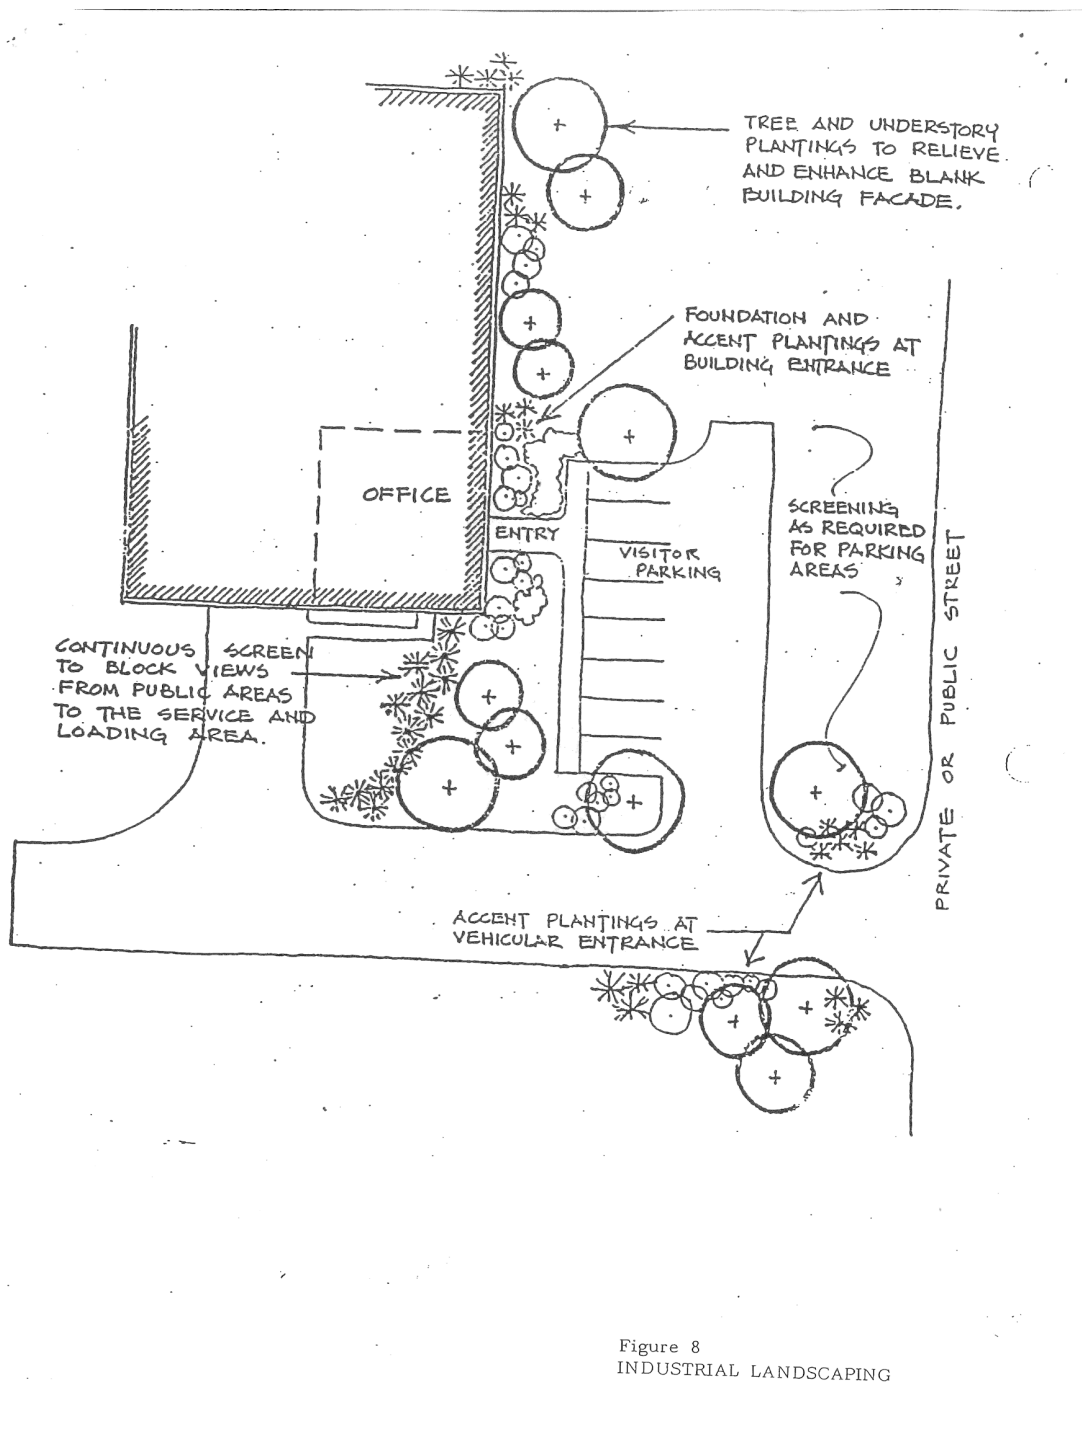 TREE AND UNDERSTORY
PLANTINGS TO RELIEVE
AND ENHANCE BLANK
BUILDING FACADE.
FOUNDATION AND
ACCENT PLANTINGS AT
BUILDING ENTRANCE
OFFICE
ENTRY
VISITOR
PARKING
SCREENING
AS REQUIRED
FOR PARKING
AREAS
PRIVATE OR PUBLIC STREET
CONTINUOUS SCREEN
TO BLOCK VIEWS
FROM PUBLIC AREAS
TO THE SERVICE AND
LOADING AREA.
ACCENT PLANTINGS AT
VEHICULAR ENTRANCE
Figure 8
INDUSTRIAL LANDSCAPING